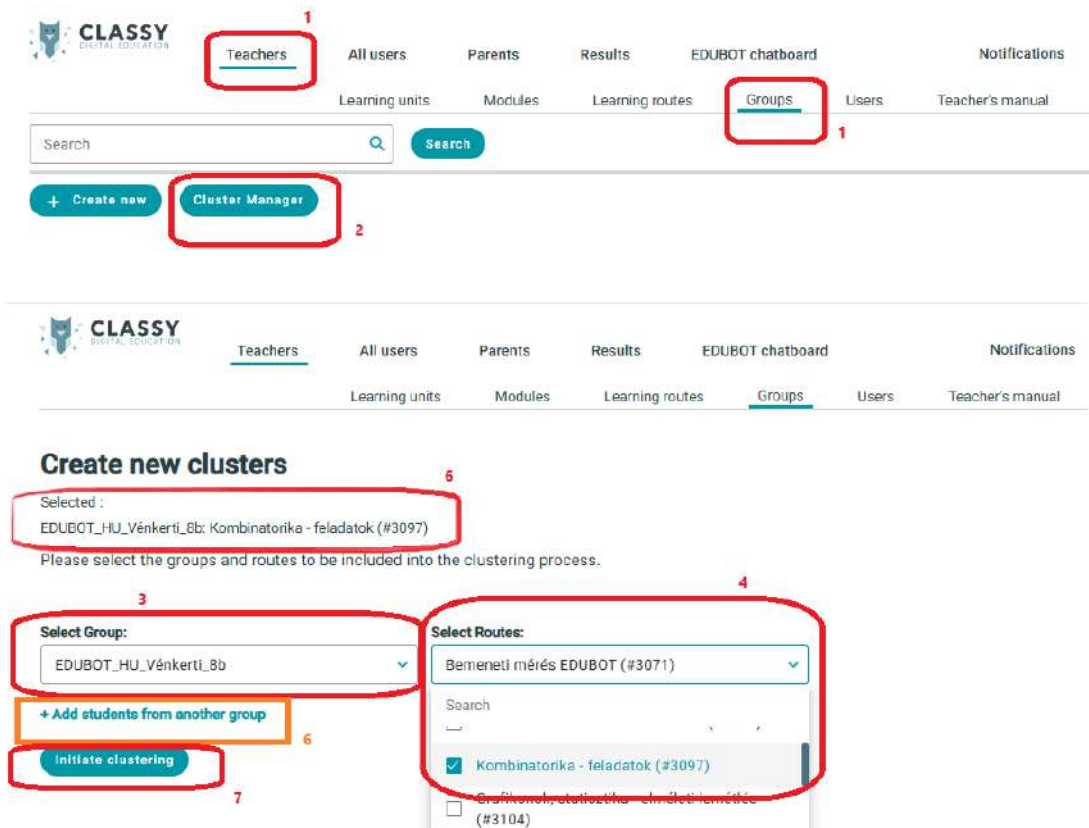 1
CLASSY
DIGITAL EDUCATION
Teachers All users Parents Results EDUBOT chatboard Notifications
Learning units Modules Learning routes Groups Users Teacher's manual
1
Search Search
+ Create new Cluster Manager
2
CLASSY
DIGITAL EDUCATION
Teachers All users Parents Results EDUBOT chatboard Notifications
Learning units Modules Learning routes Groups Users Teacher's manual
Create new clusters
5
Selected :
EDUBOT_HU_Vénkerti_8b: Kombinatorika - feladatok (#3097)
Please select the groups and routes to be included into the clustering process.
3 4
Select Group: Select Routes:
EDUBOT_HU_Vénkerti_8b Bemeneti mérés EDUBOT (#3071)
Search
+ Add students from another group
6
Initiate clustering Kombinatorika - feladatok (#3097)
7
(#3104)